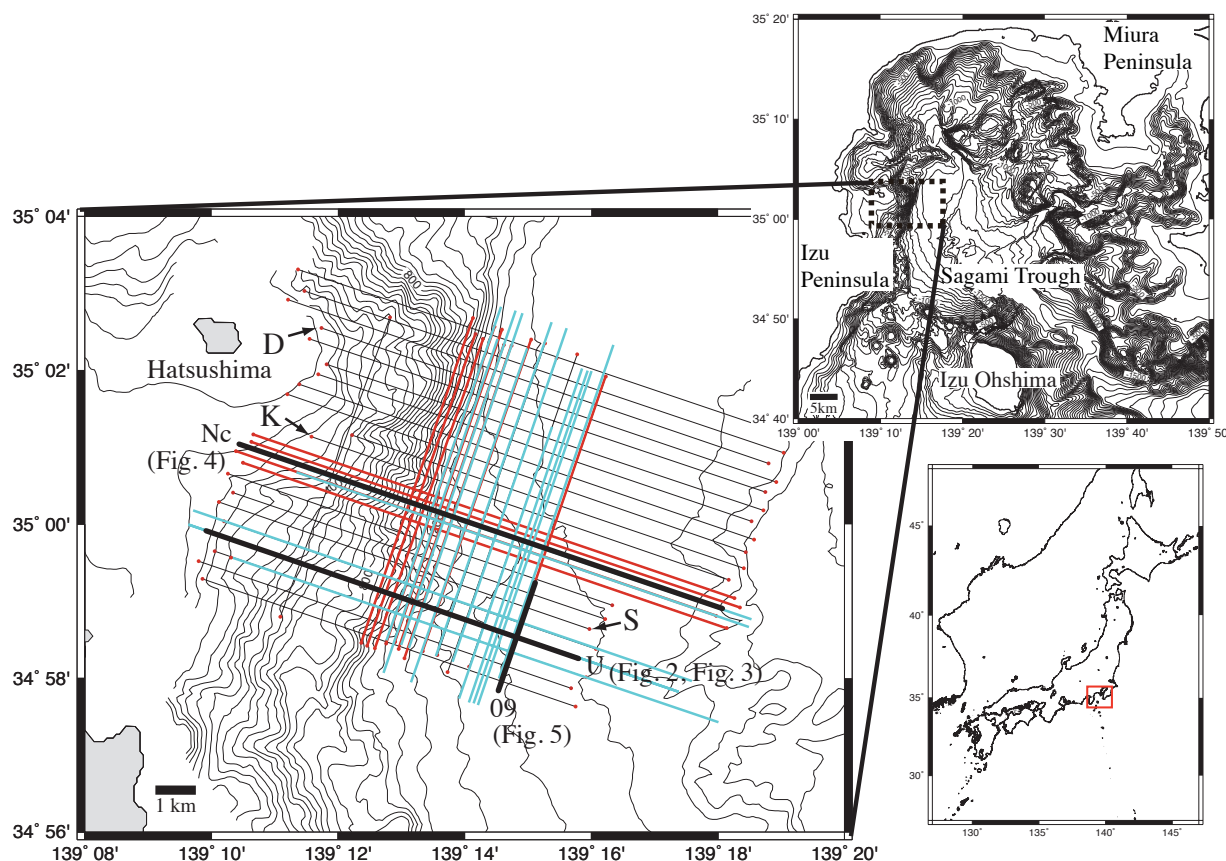 35˚ 20'
35˚ 10'
35˚ 00'
34˚ 50'
34˚ 40'
139˚ 00'
139˚ 10'
139˚ 20'
139˚ 30'
139˚ 40'
139˚ 50'
Miura
Peninsula
Izu
Peninsula
Sagami Trough
Izu Ohshima
5km
35˚ 04'
35˚ 02'
35˚ 00'
34˚ 58'
34˚ 56'
139˚ 08'
139˚ 10'
139˚ 12'
139˚ 14'
139˚ 16'
139˚ 18'
139˚ 20'
800
D
Hatsushima
K
Nc
(Fig. 4)
S
U (Fig. 2, Fig. 3)
09
(Fig. 5)
1 km
45˚
40˚
35˚
30˚
130˚
135˚
140˚
145˚